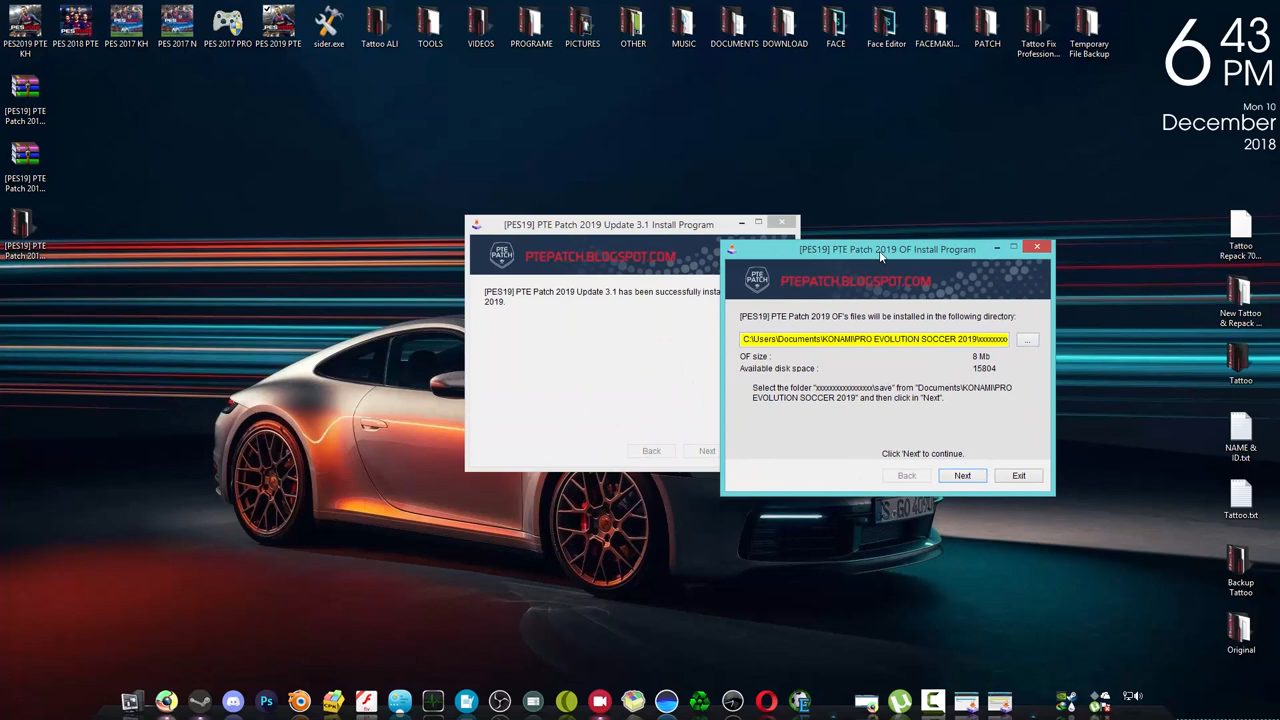 PES2019 PTE KH
PES 2018 PTE
PES 2017 KH
PES 2017 N
PES 2017 PRO
PES 2019 PTE
sider.exe
Tattoo ALI
TOOLS
VIDEOS
PROGRAME
PICTURES
OTHER
MUSIC
DOCUMENTS
DOWNLOAD
FACE
Face Editor
FACEMAKI...
PATCH
Tattoo Fix
Profession...
Temporary
File Backup
6 43
PM
Mon 10
December
2018
[PES19] PTE
Patch 201...
[PES19] PTE
Patch 201...
[PES19] PTE
Patch 201...
[PES19] PTE Patch 2019 Update 3.1 Install Program
PTE
PATCH
PTEPATCH.BLOGSPOT.COM
[PES19] PTE Patch 2019 Update 3.1 has been successfully insta
2019.
Back
Next
[PES19] PTE Patch 2019 OF Install Program
PTE
PATCH
PTEPATCH.BLOGSPOT.COM
[PES19] PTE Patch 2019 OF's files will be installed in the following directory:
C:\Users\Documents\KONAMI\PRO EVOLUTION SOCCER 2019\xxxxxxxx
...
OF size :
8 Mb
Available disk space :
15804
Select the folder "xxxxxxxxxxxxxxxxx\save" from "Documents\KONAMI\PRO
EVOLUTION SOCCER 2019" and then click in "Next".
Click 'Next' to continue.
Back
Next
Exit
Tattoo
Repack 70...
New Tattoo
& Repack ...
Tattoo
NAME &
ID.txt
Tattoo.txt
Backup
Tattoo
Original
Ps